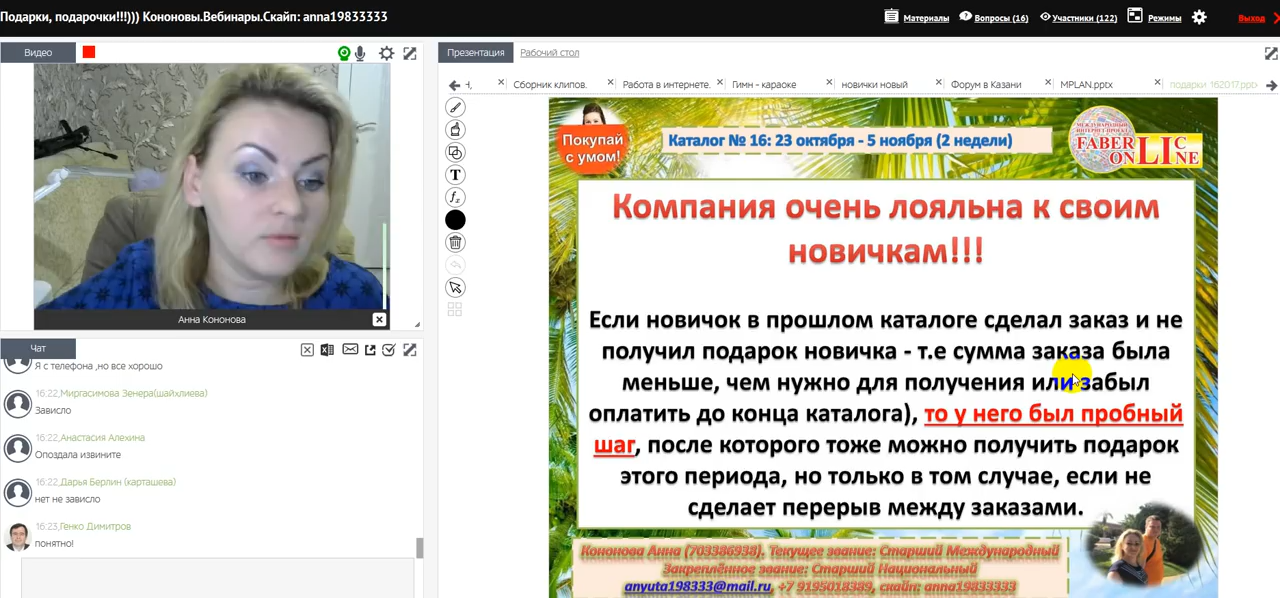 Подарки, подарочки!!!))) Кононовы.Вебинары.Скайп: anna19833333
Материалы
Вопросы (16)
Участники (122)
Режимы
Выход
Видео
Анна Кононова
Чат
Я с телефона ,но все хорошо
16:22,Миргасимова Зенера(шайхлиева)
Зависло
16:22,Анастасия Алехина
Опоздала извините
16:22,Дарья Берлин (карташева)
нет не зависло
16:23,Генко Димитров
понятно!
Презентация
Рабочий стол
Сборник клипов.
Работа в интернете.
Гимн - караоке
новички новый
Форум в Казани
MPLAN.pptx
подарки 162017.pptx
Покупай
с умом!
Каталог № 16: 23 октября - 5 ноября (2 недели)
МЕЖДУНАРОДНЫЙ
ИНТЕРНЕТ-ПРОЕКТ
FABERLIC
ONLINE
Компания очень лояльна к своим
новичкам!!!
Если новичок в прошлом каталоге сделал заказ и не
получил подарок новичка - т.е сумма заказа была
меньше, чем нужно для получения или забыл
оплатить до конца каталога), то у него был пробный
шаг, после которого тоже можно получить подарок
этого периода, но только в том случае, если не
сделает перерыв между заказами.
Кононова Анна (703386938). Текущее звание: Старший Международный
Закреплённое звание: Старший Национальный
anyuta198333@mail.ru, +7 9195018389, скайп: anna19833333